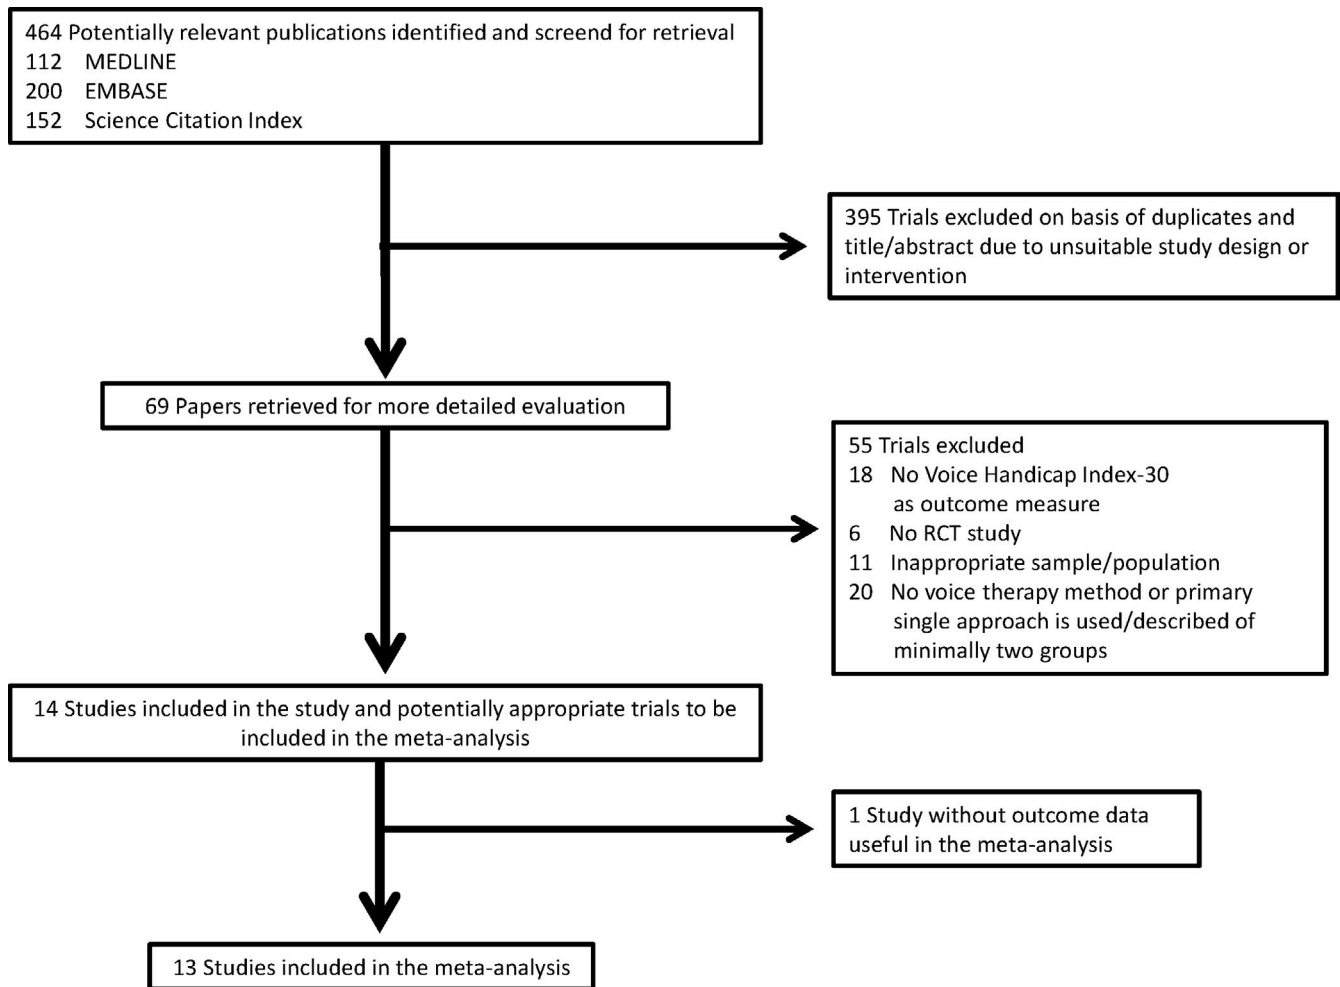 464 Potentially relevant publications identified and screend for retrieval
112 MEDLINE
200 EMBASE
152 Science Citation Index
395 Trials excluded on basis of duplicates and
title/abstract due to unsuitable study design or
intervention
69 Papers retrieved for more detailed evaluation
55 Trials excluded
18 No Voice Handicap Index-30
as outcome measure
6 No RCT study
11 Inappropriate sample/population
20 No voice therapy method or primary
single approach is used/described of
minimally two groups
14 Studies included in the study and potentially appropriate trials to be
included in the meta-analysis
1 Study without outcome data
useful in the meta-analysis
13 Studies included in the meta-analysis